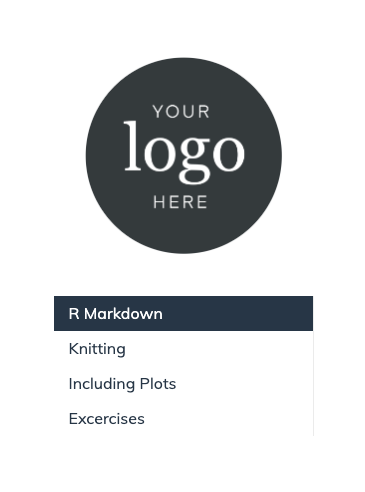 YOUR
logo
HERE
R Markdown
Knitting
Including Plots
Excercises